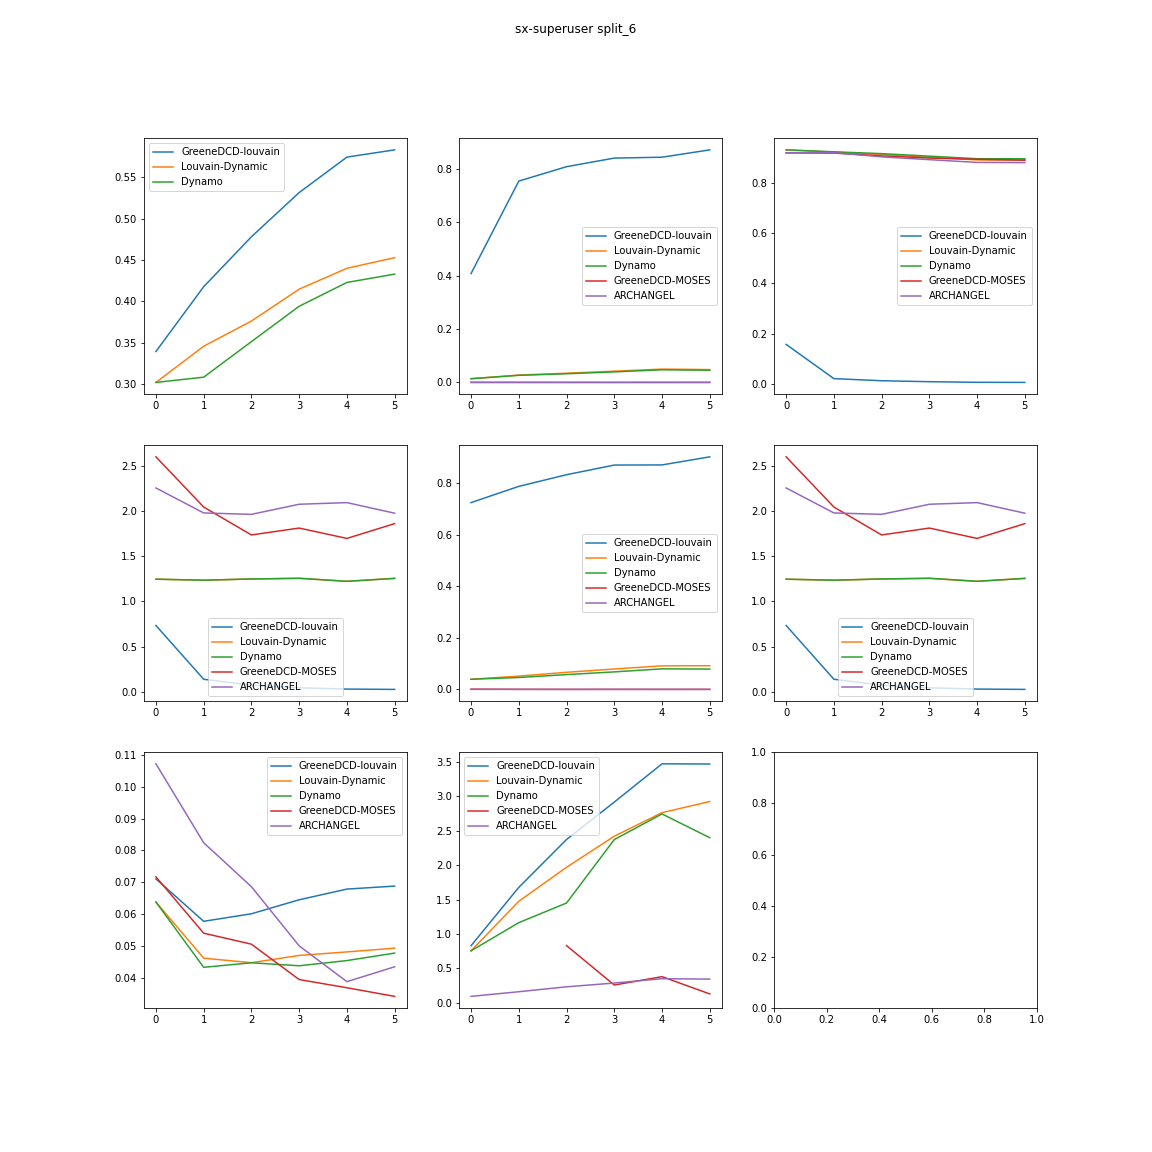 sx-superuser split_6
GreeneDCD-louvain
Louvain-Dynamic
Dynamo
0.55
0.50
0.45
0.40
0.35
0.30
0 1 2 3 4 5
0.8
0.6
0.4
0.2
0.0
GreeneDCD-louvain
Louvain-Dynamic
Dynamo
GreeneDCD-MOSES
ARCHANGEL
0 1 2 3 4 5
0.8
0.6
0.4
0.2
0.0
GreeneDCD-louvain
Louvain-Dynamic
Dynamo
GreeneDCD-MOSES
ARCHANGEL
0 1 2 3 4 5
2.5
2.0
1.5
1.0
0.5
0.0
GreeneDCD-louvain
Louvain-Dynamic
Dynamo
GreeneDCD-MOSES
ARCHANGEL
0 1 2 3 4 5
0.8
0.6
0.4
0.2
0.0
GreeneDCD-louvain
Louvain-Dynamic
Dynamo
GreeneDCD-MOSES
ARCHANGEL
0 1 2 3 4 5
2.5
2.0
1.5
1.0
0.5
0.0
GreeneDCD-louvain
Louvain-Dynamic
Dynamo
GreeneDCD-MOSES
ARCHANGEL
0 1 2 3 4 5
0.11
0.10
0.09
0.08
0.07
0.06
0.05
0.04
GreeneDCD-louvain
Louvain-Dynamic
Dynamo
GreeneDCD-MOSES
ARCHANGEL
0 1 2 3 4 5
3.5
3.0
2.5
2.0
1.5
1.0
0.5
0.0
GreeneDCD-louvain
Louvain-Dynamic
Dynamo
GreeneDCD-MOSES
ARCHANGEL
0 1 2 3 4 5
1.0
0.8
0.6
0.4
0.2
0.0
0.0 0.2 0.4 0.6 0.8 1.0